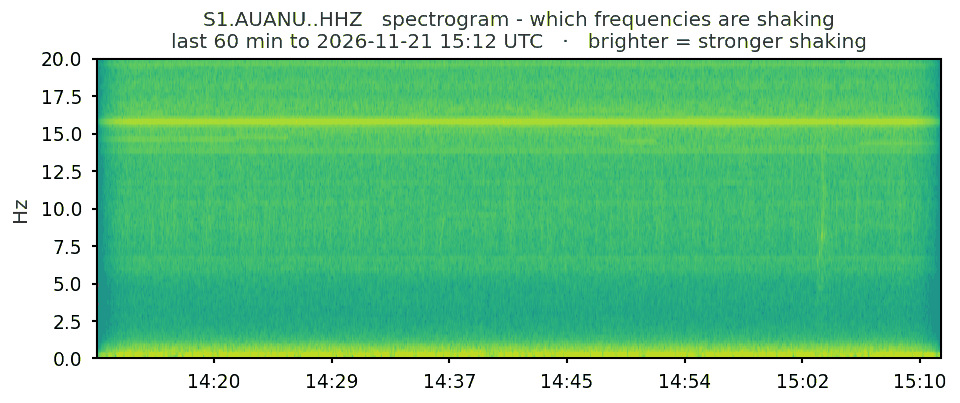 S1.AUANU..HHZ   spectrogram - which frequencies are shaking
last 60 min to 2026-11-21 15:12 UTC   ·   brighter = stronger shaking
20.0
17.5
15.0
12.5
10.0
7.5
5.0
2.5
0.0
Hz
14:20 14:29 14:37 14:45 14:54 15:02 15:10